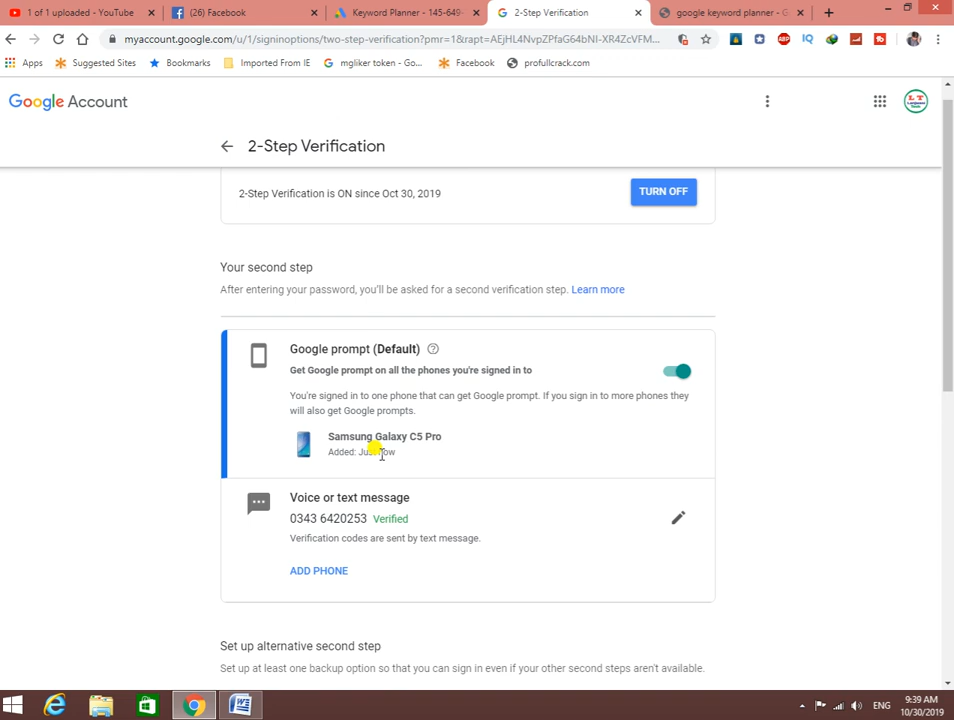 1 of 1 uploaded - YouTube
(26) Facebook
Keyword Planner - 145-649-
2-Step Verification
google keyword planner - G
myaccount.google.com/u/1/signinoptions/two-step-verification?pmr=1&rapt=AEjHL4NvpZPfaG64bNI-XR4ZcVFM...
Apps
Suggested Sites
Bookmarks
Imported From IE
mgliker token - Go...
Facebook
profullcrack.com
Google Account
2-Step Verification
2-Step Verification is ON since Oct 30, 2019
TURN OFF
Your second step
After entering your password, you'll be asked for a second verification step. Learn more
Google prompt (Default)
Get Google prompt on all the phones you're signed in to
You're signed in to one phone that can get Google prompt. If you sign in to more phones they
will also get Google prompts.
Samsung Galaxy C5 Pro
Added: Just now
Voice or text message
0343 6420253 Verified
Verification codes are sent by text message.
ADD PHONE
Set up alternative second step
Set up at least one backup option so that you can sign in even if your other second steps aren't available.
ENG
9:39 AM
10/30/2019